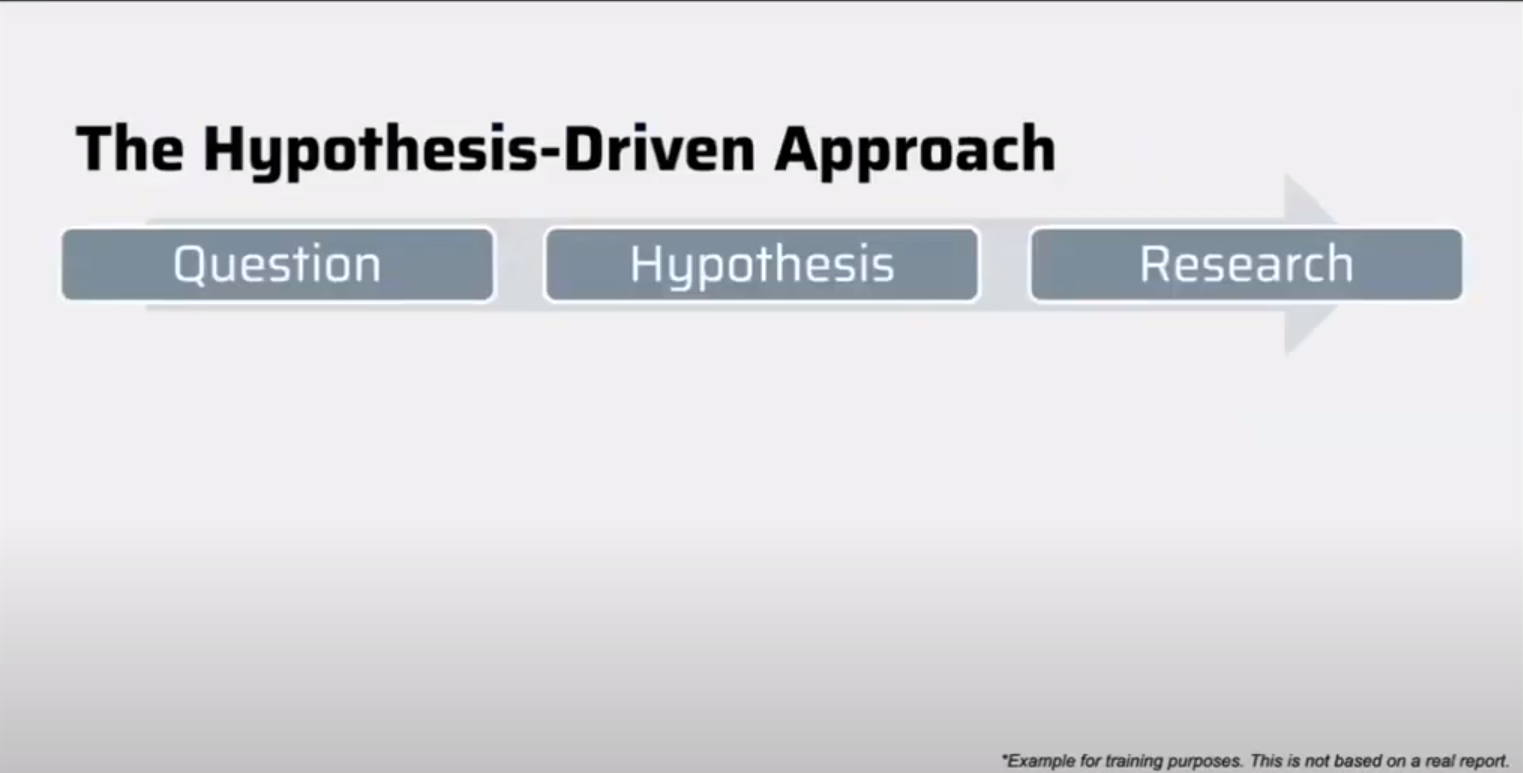 The Hypothesis-Driven Approach
Question
Hypothesis
Research
*Example for training purposes. This is not based on a real report.